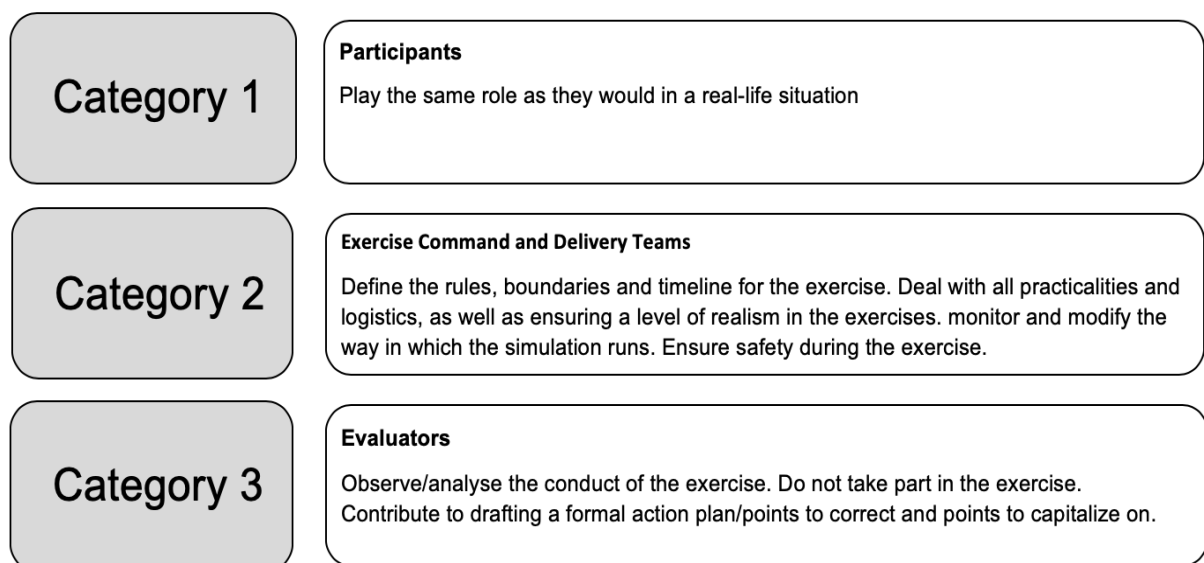 Category 1
Participants
Play the same role as they would in a real-life situation
Category 2
Exercise Command and Delivery Teams
Define the rules, boundaries and timeline for the exercise. Deal with all practicalities and
logistics, as well as ensuring a level of realism in the exercises. monitor and modify the
way in which the simulation runs. Ensure safety during the exercise.
Category 3
Evaluators
Observe/analyse the conduct of the exercise. Do not take part in the exercise.
Contribute to drafting a formal action plan/points to correct and points to capitalize on.